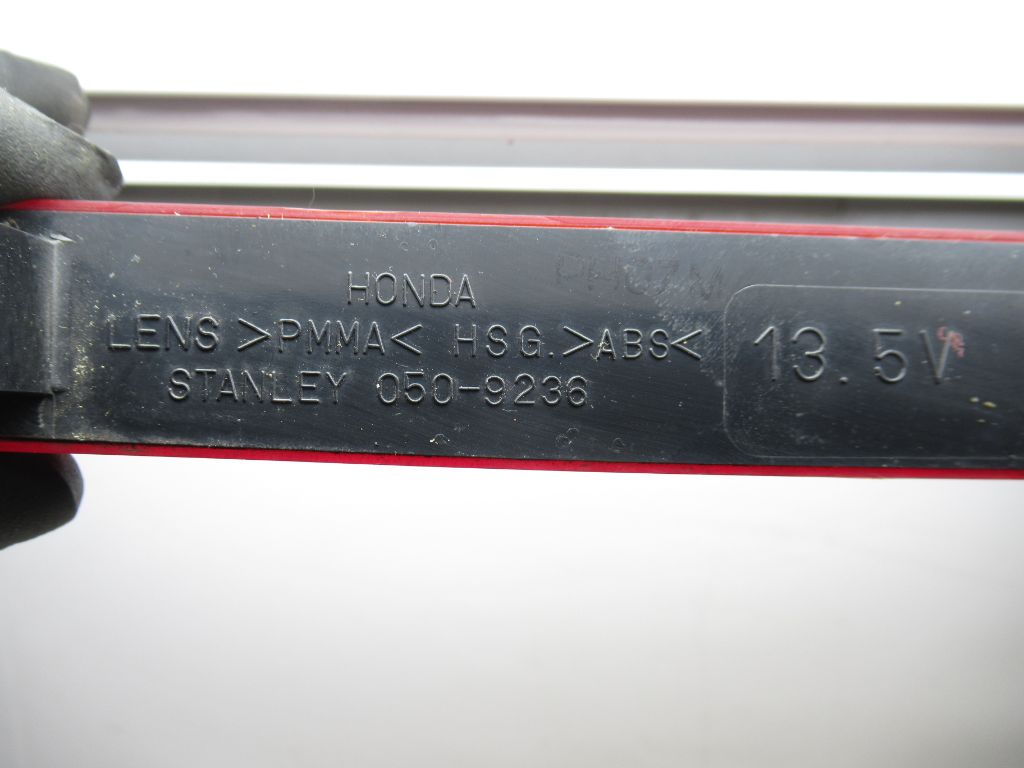 HONDA
LENS >PMMA< HSG.>ABS<
STANLEY 050-9236
13.5V